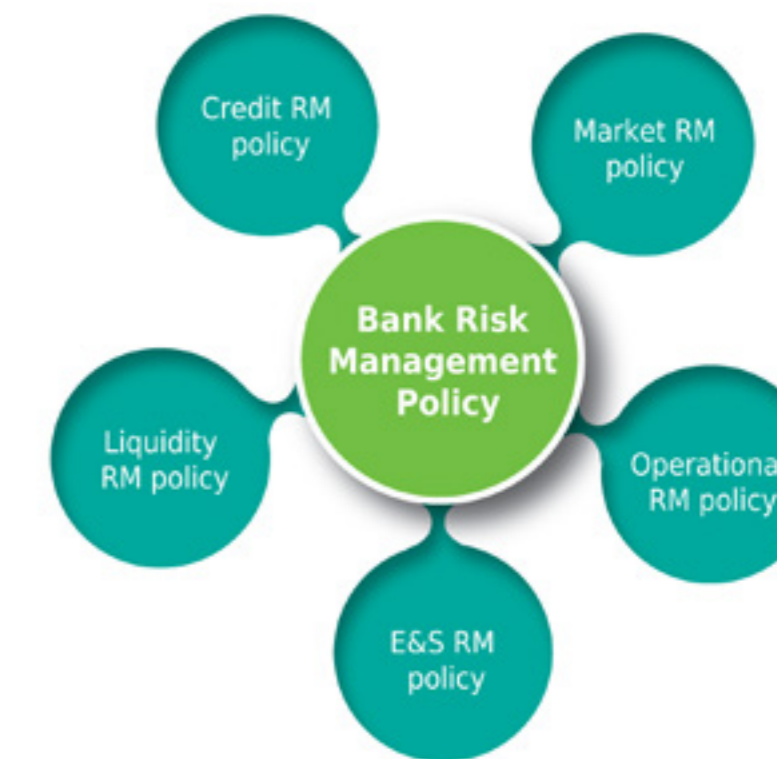 Credit RM
policy
Market RM
policy
Bank Risk
Management
Policy
Liquidity
RM policy
Operationa
RM policy
E&S RM
policy